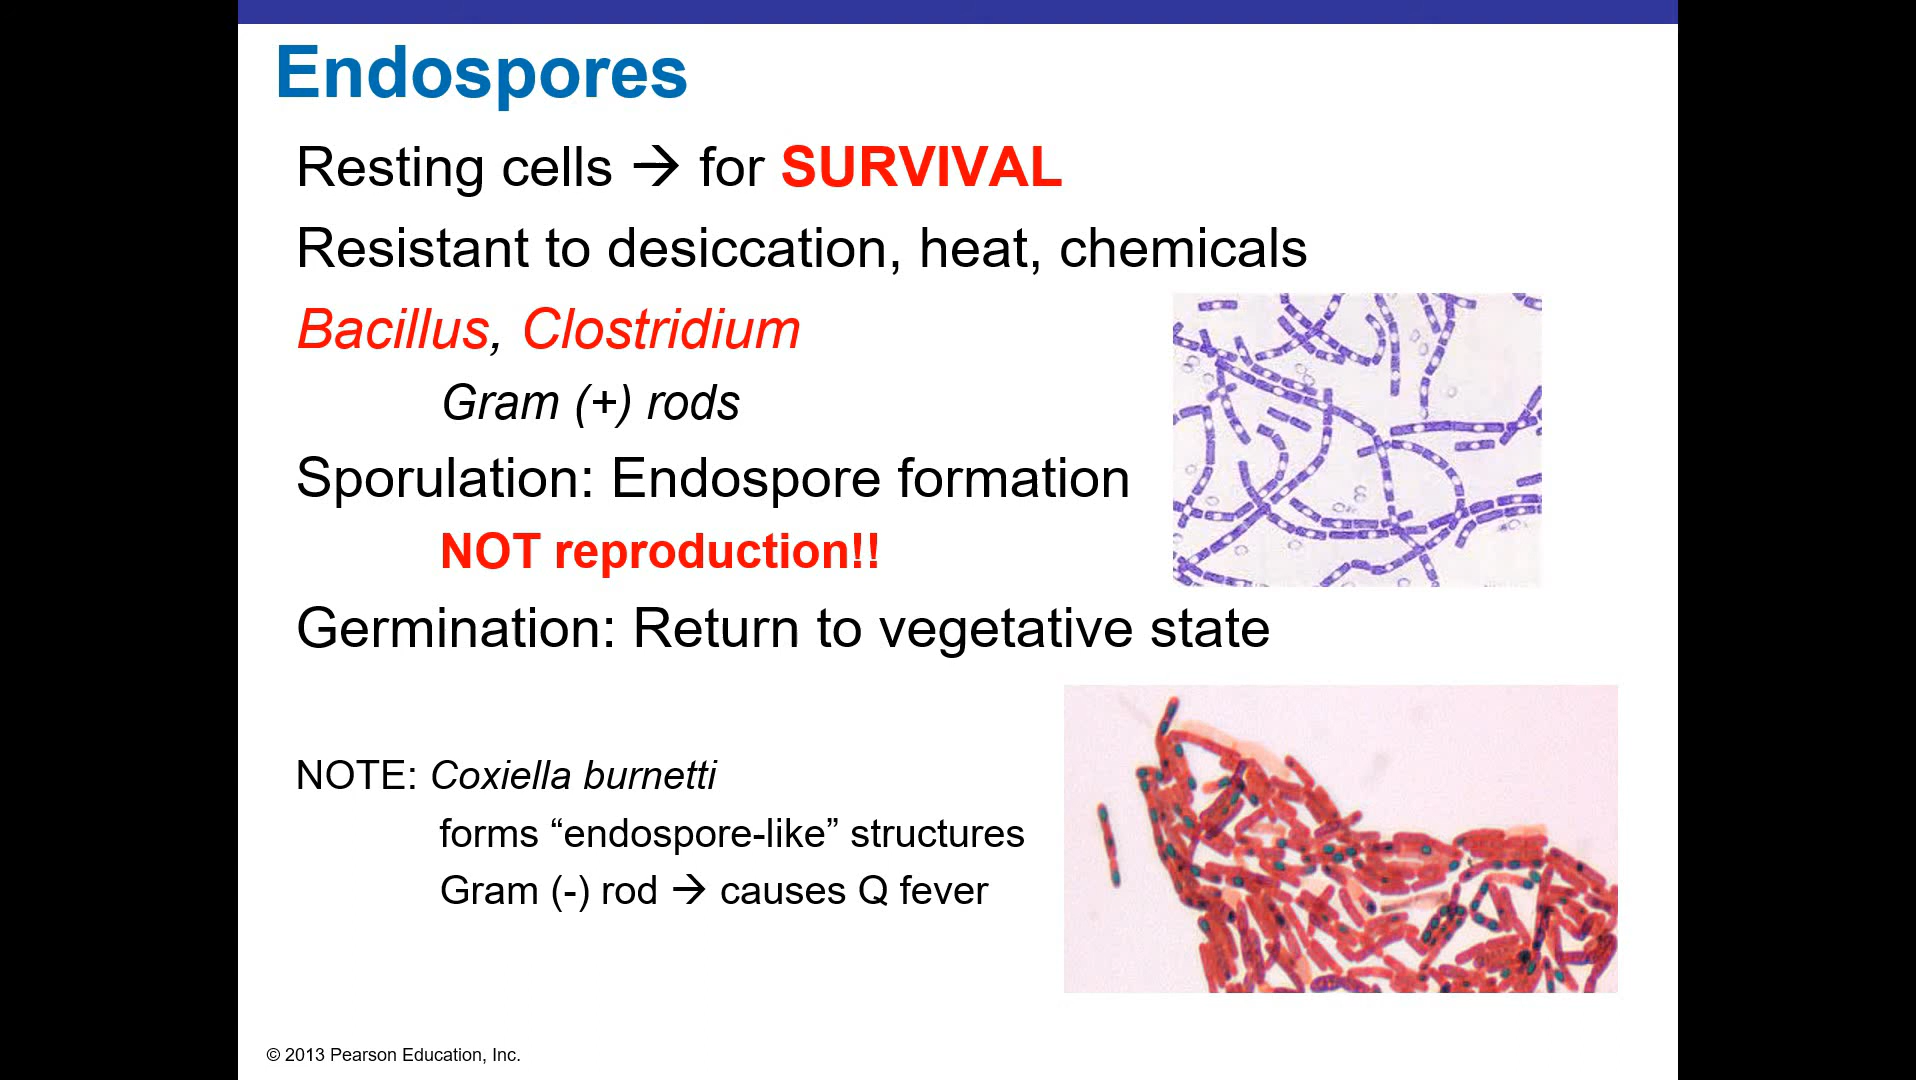 Endospores
Resting cells → for SURVIVAL
Resistant to desiccation, heat, chemicals
Bacillus, Clostridium
Gram (+) rods
Sporulation: Endospore formation
NOT reproduction!!
Germination: Return to vegetative state
NOTE: Coxiella burnetti
forms “endospore-like” structures
Gram (-) rod → causes Q fever
© 2013 Pearson Education, Inc.